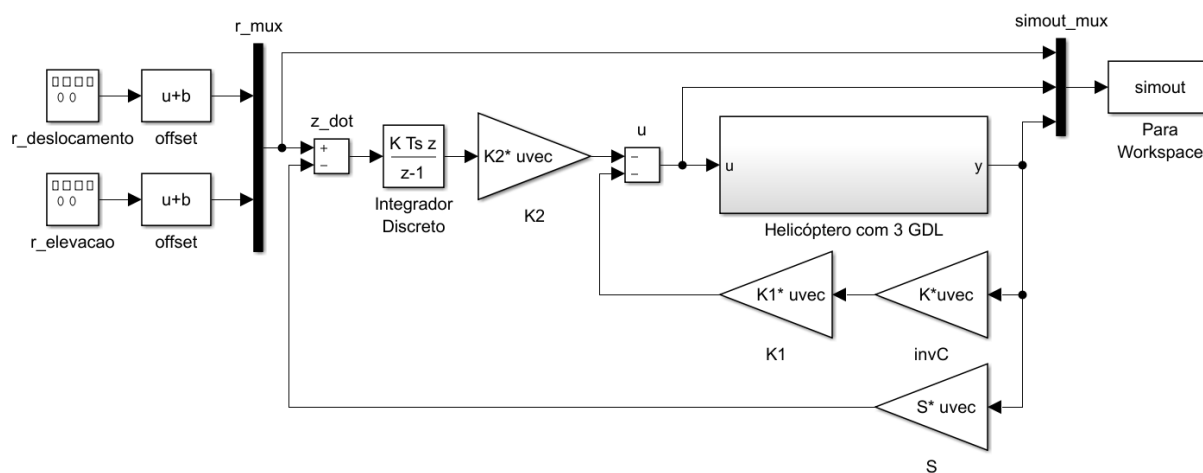 r_mux
simout_mux
r_deslocamento
u+b
offset
z_dot
+
−
K Ts z
z-1
Integrador
Discreto
K2* uvec
K2
u
−
−
u
y
Helicóptero com 3 GDL
simout
Para
Workspace
r_elevacao
u+b
offset
K1* uvec
K1
K*uvec
invC
S* uvec
S